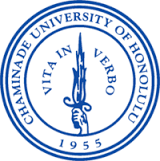 CHAMINADE UNIVERSITY OF HONOLULU
VITA IN VERBO
1955